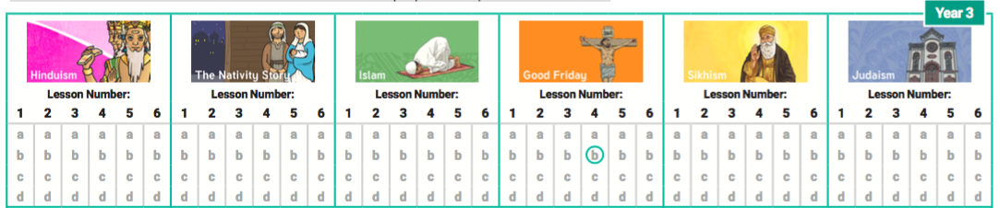 Year 3
Hinduism The Nativity Story Islam Good Friday Sikhism Judaism
Lesson Number: Lesson Number: Lesson Number: Lesson Number: Lesson Number: Lesson Number:
1 2 3 4 5 6 1 2 3 4 5 6 1 2 3 4 5 6 1 2 3 4 5 6 1 2 3 4 5 6 1 2 3 4 5 6
a a a a a a a a a a a a a a a a a a a a a a a a a a a a a a a a a a a a
b b b b b b b b b b b b b b b b b b b b b b b b b b b b b b b b b b b b
c c c c c c c c c c c c c c c c c c c c c c c c c c c c c c c c c c c c
d d d d d d d d d d d d d d d d d d d d d d d d d d d d d d d d d d d d